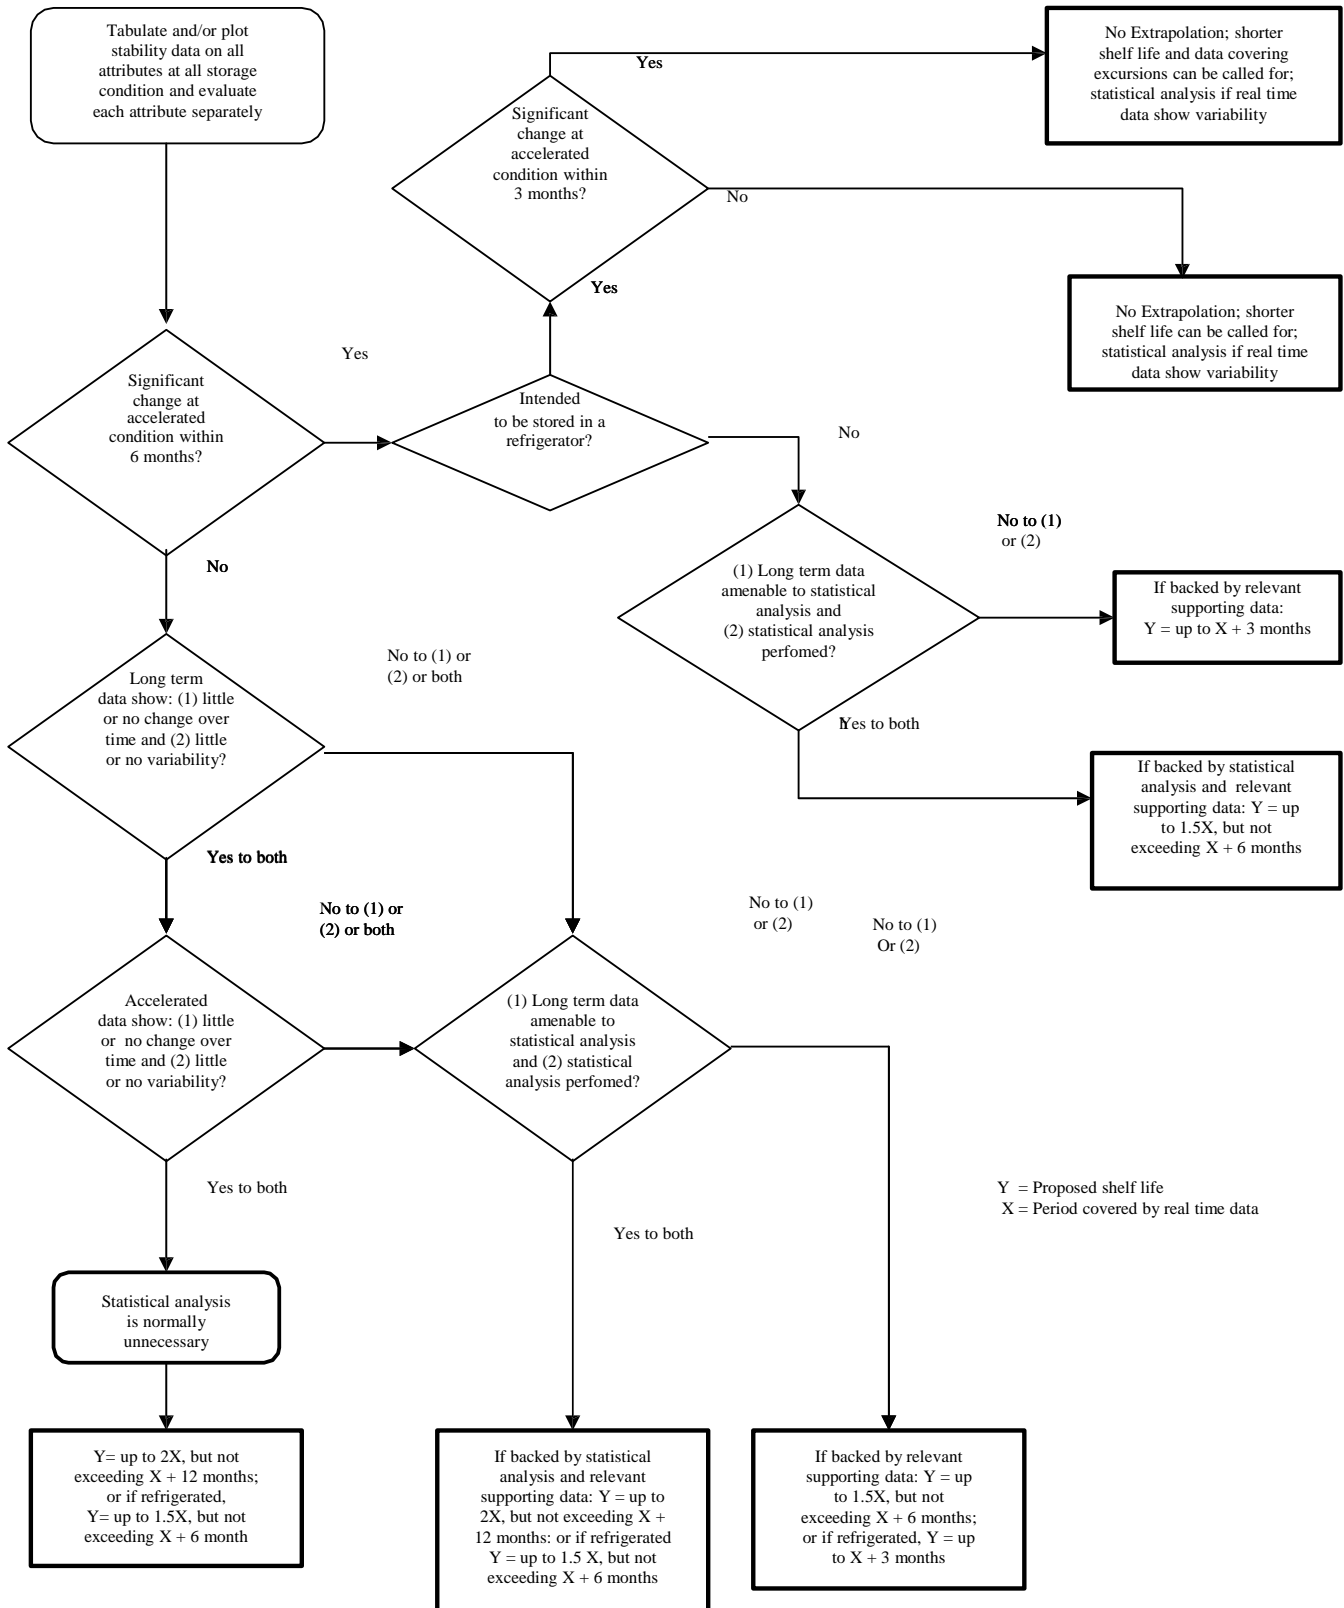 Tabulate and/or plot
stability data on all
attributes at all storage
condition and evaluate
each attribute separately
Yes
No Extrapolation; shorter
shelf life and data covering
excursions can be called for;
statistical analysis if real time
data show variability
Significant
change at
accelerated
condition within
3 months?
No
Yes
No Extrapolation; shorter
shelf life can be called for;
statistical analysis if real time
data show variability
Yes
Significant
change at
accelerated
condition within
6 months?
Intended
to be stored in a
refrigerator?
No
No to (1)
or (2)
No
(1) Long term data
amenable to statistical
analysis and
(2) statistical analysis
perfomed?
If backed by relevant
supporting data:
Y = up to X + 3 months
No to (1) or
(2) or both
Long term
data show: (1) little
or no change over
time and (2) little
or no variability?
Yes to both
If backed by statistical
analysis and relevant
supporting data: Y = up
to 1.5X, but not
exceeding X + 6 months
Yes to both
No to (1) or
(2) or both
No to (1)
or (2)
No to (1)
Or (2)
Accelerated
data show: (1) little
or no change over
time and (2) little
or no variability?
(1) Long term data
amenable to
statistical analysis
and (2) statistical
analysis perfomed?
Yes to both
Yes to both
Y = Proposed shelf life
X = Period covered by real time data
Statistical analysis
is normally
unnecessary
Y= up to 2X, but not
exceeding X + 12 months;
or if refrigerated,
Y= up to 1.5X, but not
exceeding X + 6 month
If backed by statistical
analysis and relevant
supporting data: Y = up to
2X, but not exceeding X +
12 months: or if refrigerated
Y = up to 1.5 X, but not
exceeding X + 6 months
If backed by relevant
supporting data: Y = up
to 1.5X, but not
exceeding X + 6 months;
or if refrigerated, Y = up
to X + 3 months